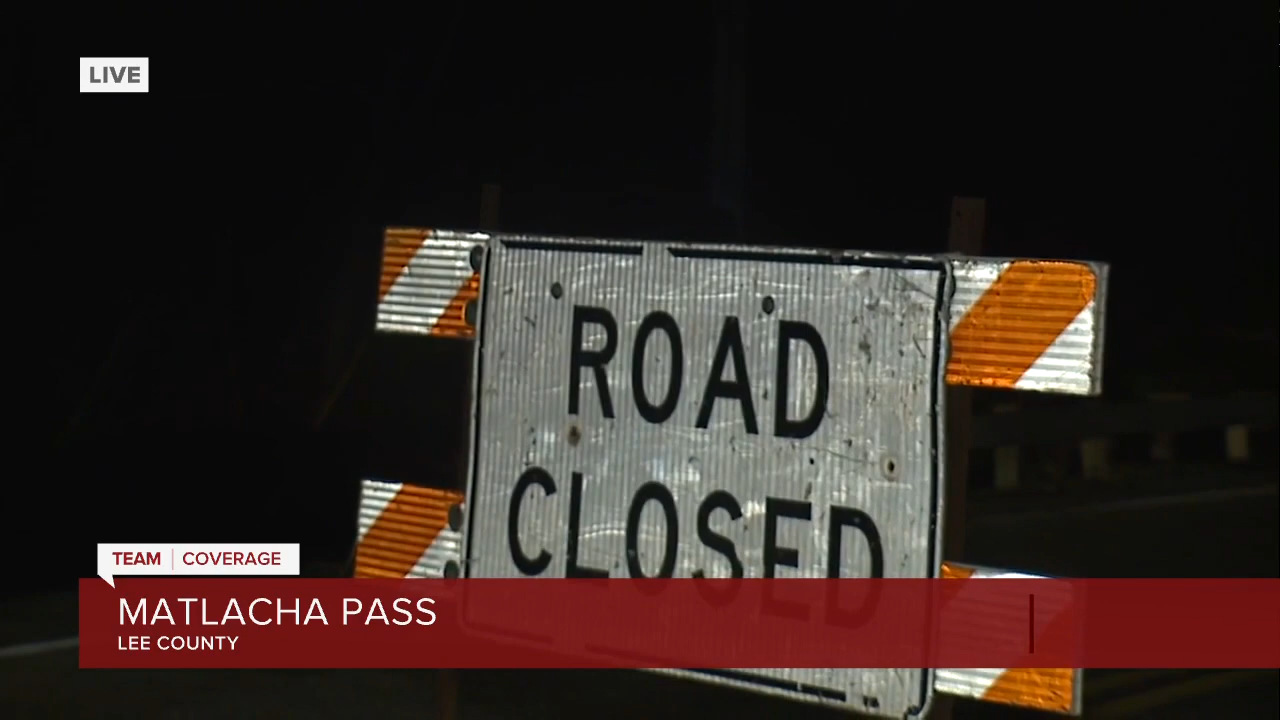 LIVE
ROAD
CLOSED
TEAM | COVERAGE
MATLACHA PASS
LEE COUNTY